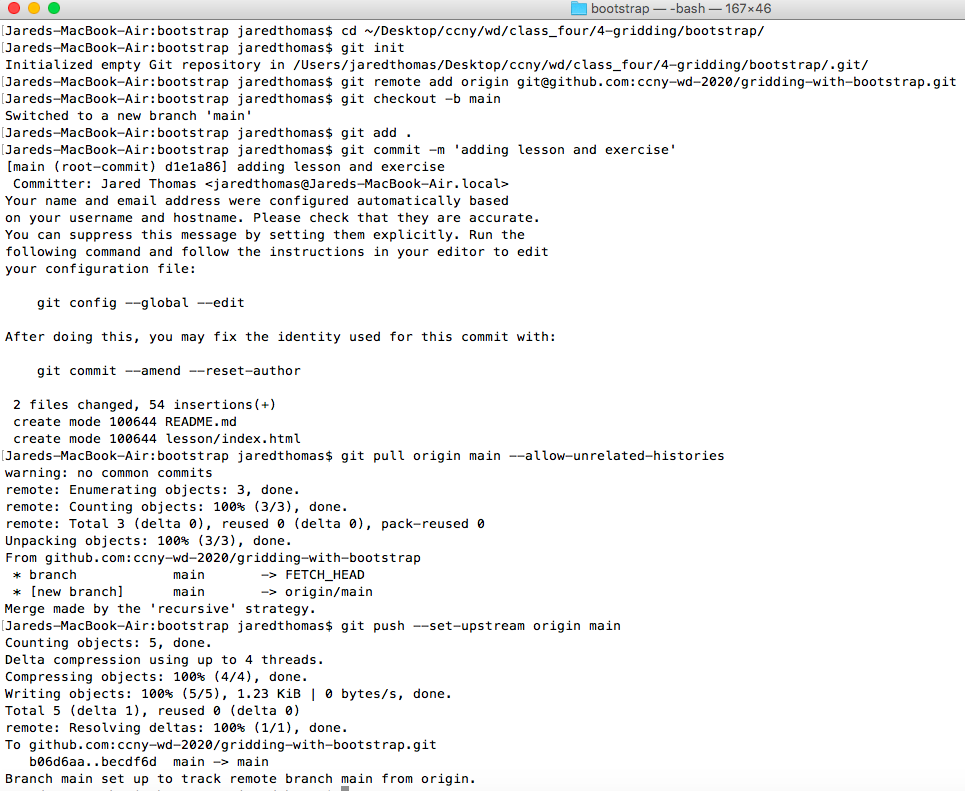 bootstrap — -bash — 167×46
[Jareds-MacBook-Air:bootstrap jaredthomas$ cd ~/Desktop/ccny/wd/class_four/4-gridding/bootstrap/
[Jareds-MacBook-Air:bootstrap jaredthomas$ git init
Initialized empty Git repository in /Users/jaredthomas/Desktop/ccny/wd/class_four/4-gridding/bootstrap/.git/
[Jareds-MacBook-Air:bootstrap jaredthomas$ git remote add origin git@github.com:ccny-wd-2020/gridding-with-bootstrap.git
[Jareds-MacBook-Air:bootstrap jaredthomas$ git checkout -b main
Switched to a new branch 'main'
[Jareds-MacBook-Air:bootstrap jaredthomas$ git add .
[Jareds-MacBook-Air:bootstrap jaredthomas$ git commit -m 'adding lesson and exercise'
[main (root-commit) d1e1a86] adding lesson and exercise
 Committer: Jared Thomas <jaredthomas@Jareds-MacBook-Air.local>
Your name and email address were configured automatically based
on your username and hostname. Please check that they are accurate.
You can suppress this message by setting them explicitly. Run the
following command and follow the instructions in your editor to edit
your configuration file:
    git config --global --edit
After doing this, you may fix the identity used for this commit with:
    git commit --amend --reset-author
 2 files changed, 54 insertions(+)
 create mode 100644 README.md
 create mode 100644 lesson/index.html
[Jareds-MacBook-Air:bootstrap jaredthomas$ git pull origin main --allow-unrelated-histories
warning: no common commits
remote: Enumerating objects: 3, done.
remote: Counting objects: 100% (3/3), done.
remote: Total 3 (delta 0), reused 0 (delta 0), pack-reused 0
Unpacking objects: 100% (3/3), done.
From github.com:ccny-wd-2020/gridding-with-bootstrap
 * branch            main       -> FETCH_HEAD
 * [new branch]      main       -> origin/main
Merge made by the 'recursive' strategy.
[Jareds-MacBook-Air:bootstrap jaredthomas$ git push --set-upstream origin main
Counting objects: 5, done.
Delta compression using up to 4 threads.
Compressing objects: 100% (4/4), done.
Writing objects: 100% (5/5), 1.23 KiB | 0 bytes/s, done.
Total 5 (delta 1), reused 0 (delta 0)
remote: Resolving deltas: 100% (1/1), done.
To github.com:ccny-wd-2020/gridding-with-bootstrap.git
   b06d6aa..becdf6d  main -> main
Branch main set up to track remote branch main from origin.